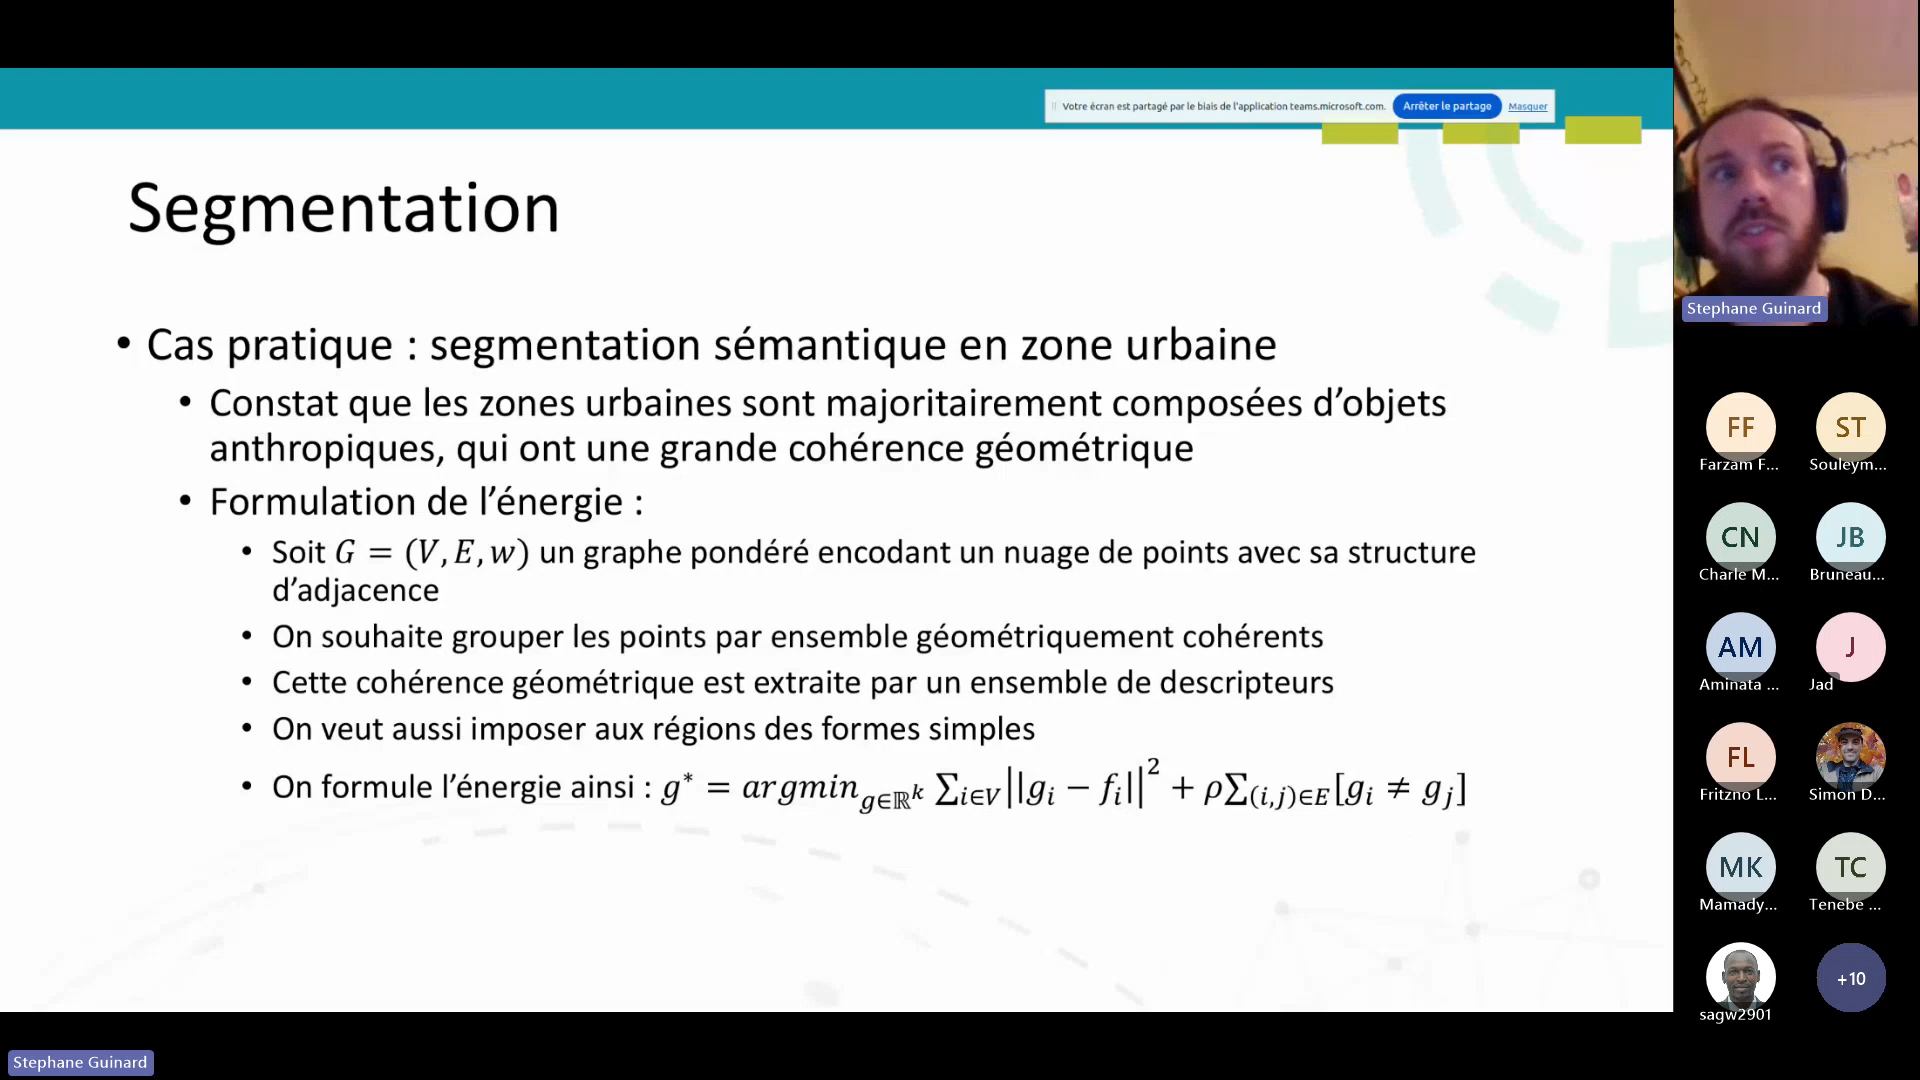 Votre écran est partagé par le biais de l'application teams.microsoft.com. Arrêter le partage Masquer
Segmentation
• Cas pratique : segmentation sémantique en zone urbaine
• Constat que les zones urbaines sont majoritairement composées d’objets
anthropiques, qui ont une grande cohérence géométrique
• Formulation de l’énergie :
• Soit G = (V, E, w) un graphe pondéré encodant un nuage de points avec sa structure
d’adjacence
• On souhaite grouper les points par ensemble géométriquement cohérents
• Cette cohérence géométrique est extraite par un ensemble de descripteurs
• On veut aussi imposer aux régions des formes simples
• On formule l’énergie ainsi : g* = argmin_{g∈ℝ^k} ∑_{i∈V} ||g_i − f_i||² + ρ∑_{(i,j)∈E}[g_i ≠ g_j]
Stephane Guinard
FF ST
Farzam F... Souleym...
CN JB
Charle M... Bruneau...
AM J
Aminata ... Jad
FL
Fritzno L... Simon D...
MK TC
Mamady... Tenebe ...
+10
sagw2901
Stephane Guinard